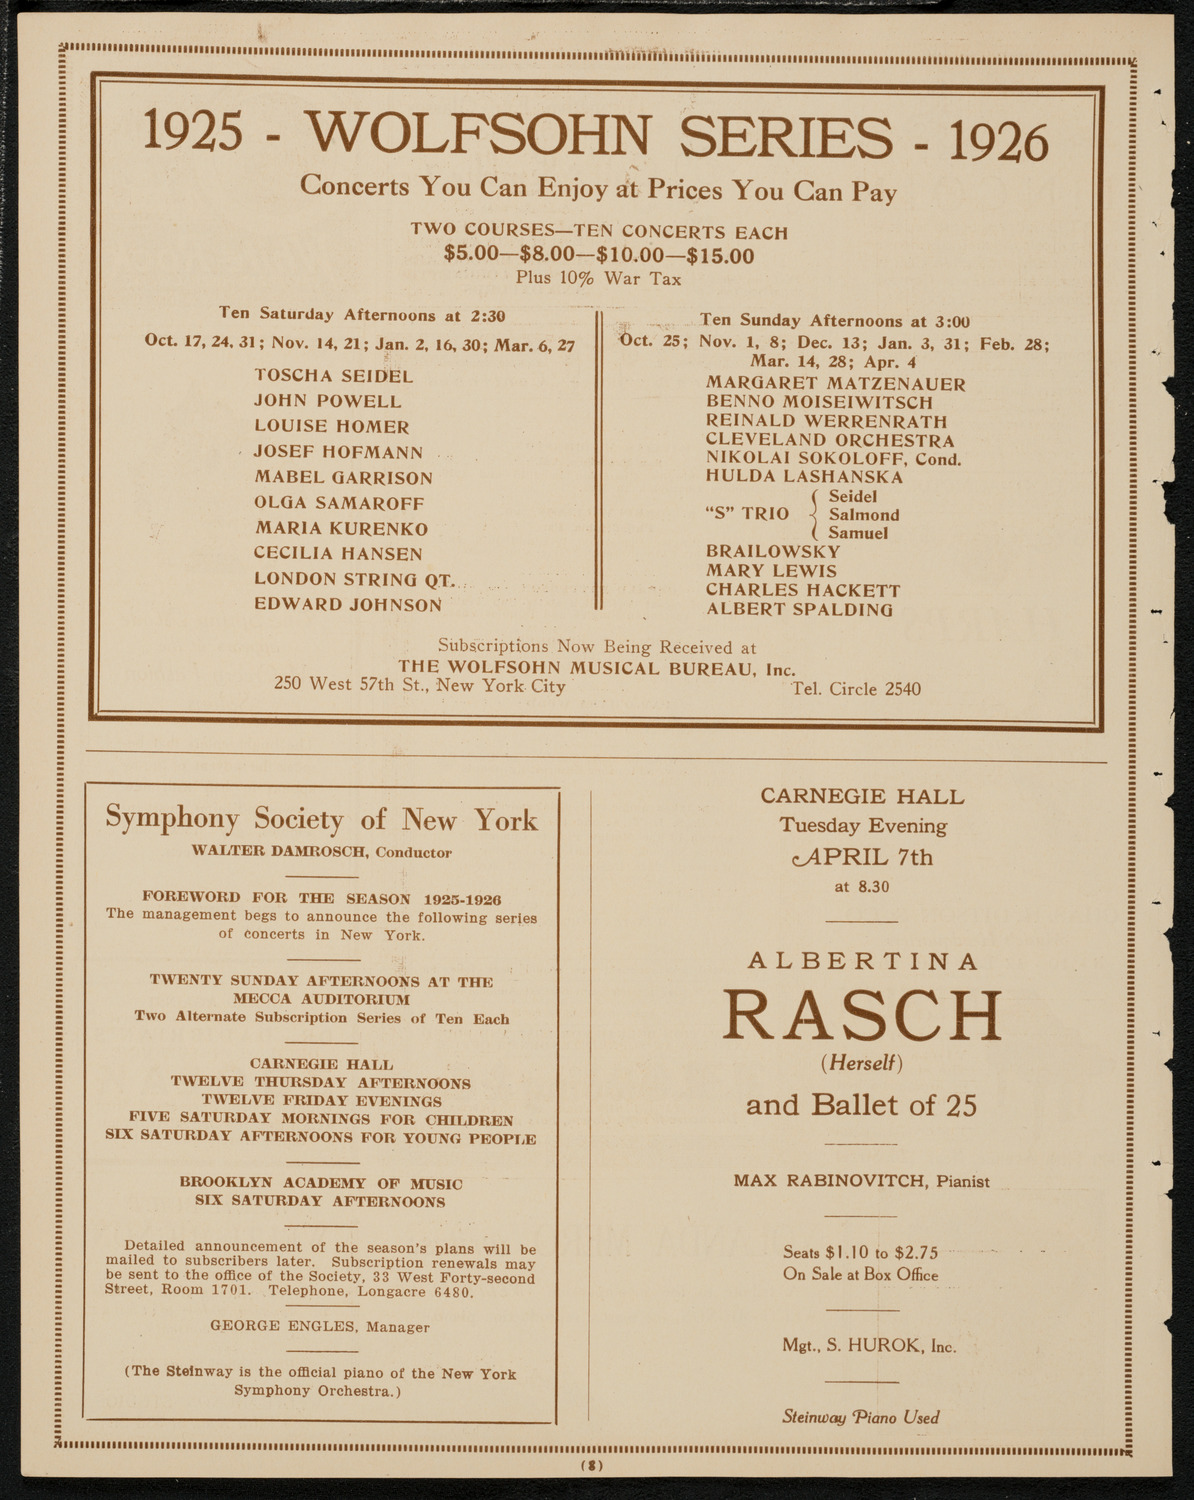 1925 - WOLFSOHN SERIES - 1926
Concerts You Can Enjoy at Prices You Can Pay
TWO COURSES—TEN CONCERTS EACH
$5.00—$8.00—$10.00—$15.00
Plus 10% War Tax
Ten Saturday Afternoons at 2:30
Oct. 17, 24, 31; Nov. 14, 21; Jan. 2, 16, 30; Mar. 6, 27
TOSCHA SEIDEL
JOHN POWELL
LOUISE HOMER
JOSEF HOFMANN
MABEL GARRISON
OLGA SAMAROFF
MARIA KURENKO
CECILIA HANSEN
LONDON STRING QT.
EDWARD JOHNSON
Ten Sunday Afternoons at 3:00
Oct. 25; Nov. 1, 8; Dec. 13; Jan. 3, 31; Feb. 28;
Mar. 14, 28; Apr. 4
MARGARET MATZENAUER
BENNO MOISEIWITSCH
REINALD WERRENRATH
CLEVELAND ORCHESTRA
NIKOLAI SOKOLOFF, Cond.
HULDA LASHANSKA
"S" TRIO { Seidel
Salmond
Samuel
BRAILOWSKY
MARY LEWIS
CHARLES HACKETT
ALBERT SPALDING
Subscriptions Now Being Received at
THE WOLFSOHN MUSICAL BUREAU, Inc.
250 West 57th St., New York City Tel. Circle 2540
Symphony Society of New York
WALTER DAMROSCH, Conductor
FOREWORD FOR THE SEASON 1925-1926
The management begs to announce the following series
of concerts in New York.
TWENTY SUNDAY AFTERNOONS AT THE
MECCA AUDITORIUM
Two Alternate Subscription Series of Ten Each
CARNEGIE HALL
TWELVE THURSDAY AFTERNOONS
TWELVE FRIDAY EVENINGS
FIVE SATURDAY MORNINGS FOR CHILDREN
SIX SATURDAY AFTERNOONS FOR YOUNG PEOPLE
BROOKLYN ACADEMY OF MUSIC
SIX SATURDAY AFTERNOONS
Detailed announcement of the season's plans will be
mailed to subscribers later. Subscription renewals may
be sent to the office of the Society, 33 West Forty-second
Street, Room 1701. Telephone, Longacre 6480.
GEORGE ENGLES, Manager
(The Steinway is the official piano of the New York
Symphony Orchestra.)
CARNEGIE HALL
Tuesday Evening
APRIL 7th
at 8.30
ALBERTINA
RASCH
(Herself)
and Ballet of 25
MAX RABINOVITCH, Pianist
Seats $1.10 to $2.75
On Sale at Box Office
Mgt., S. HUROK, Inc.
Steinway Piano Used
(8)